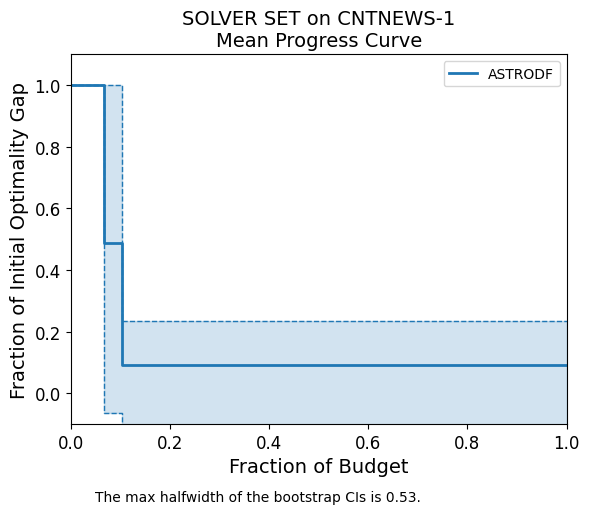 SOLVER SET on CNTNEWS-1
Mean Progress Curve
ASTRODF
Fraction of Initial Optimality Gap
1.0
0.8
0.6
0.4
0.2
0.0
0.0 0.2 0.4 0.6 0.8 1.0
Fraction of Budget
The max halfwidth of the bootstrap CIs is 0.53.